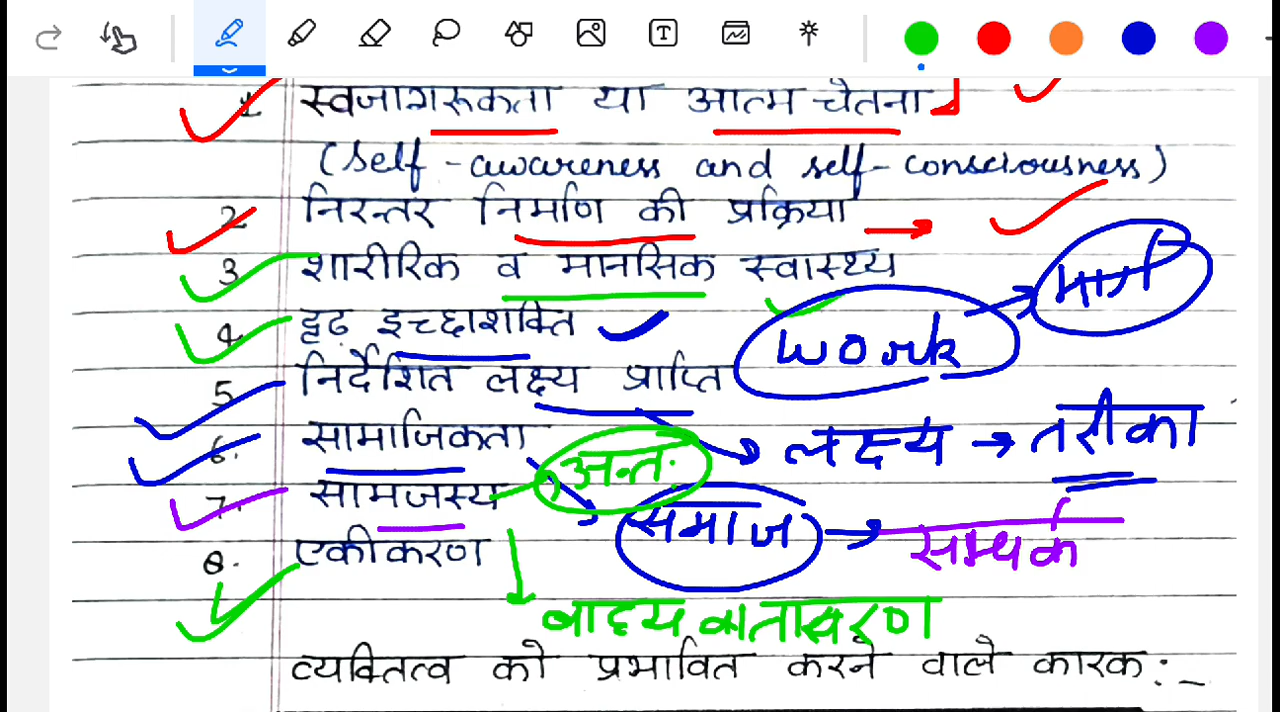 1 स्वजागरूकता या आत्म चेतना
(self-awareness and self-consciousness)
2 निरन्तर निर्माण की प्रक्रिया →
3 शारीरिक व मानसिक स्वास्थ्य
मार्ग
4 दृढ़ इच्छाशक्ति
work
5 निर्देशित लक्ष्य प्राप्ति
6. सामाजिकता
लक्ष्य → तरीका
7. सामजस्य
अन्तः
समाज → सम्पर्क
8. एकीकरण
बाह्य वातावरण
व्यक्तित्व को प्रभावित करने वाले कारक:-